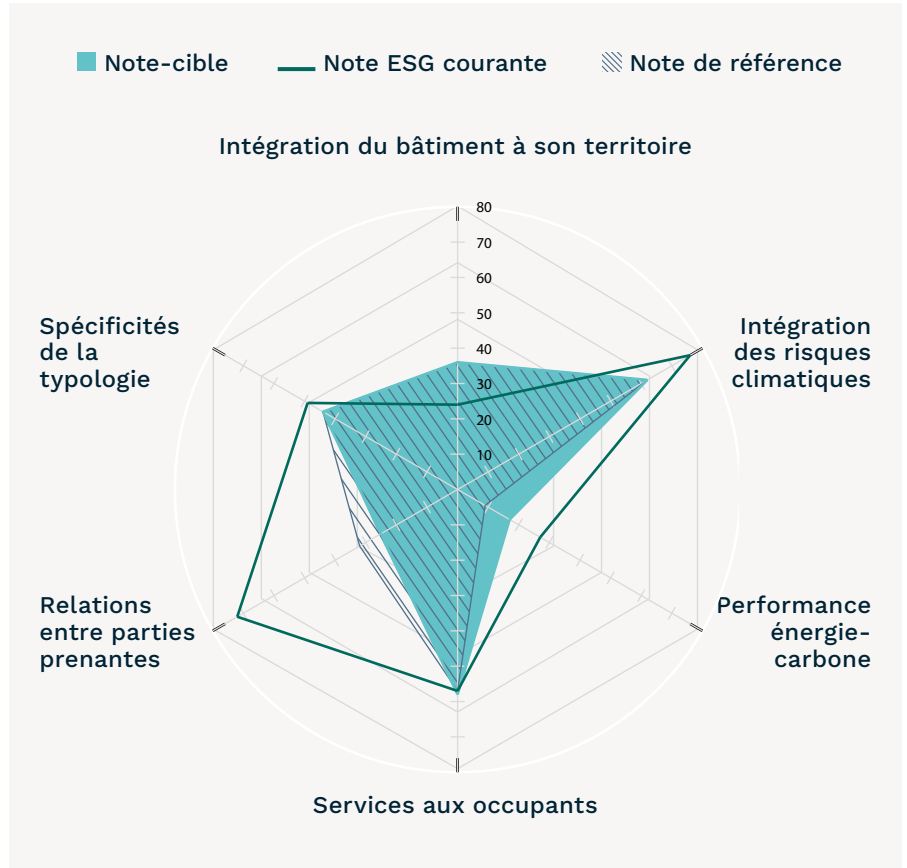 Note-cible
Note ESG courante
Note de référence
Intégration du bâtiment à son territoire
80
70
60
50
40
30
20
10
Spécificités
de la
typologie
Intégration
des risques
climatiques
Relations
entre parties
prenantes
Performance
énergie-
carbone
Services aux occupants